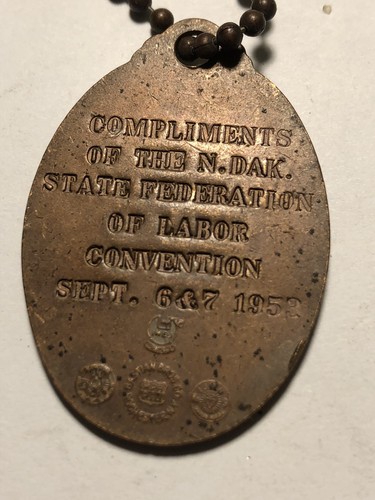 COMPLIMENTS
OF THE N. DAK.
STATE FEDERATION
OF LABOR
CONVENTION
SEPT. 6&7 1952